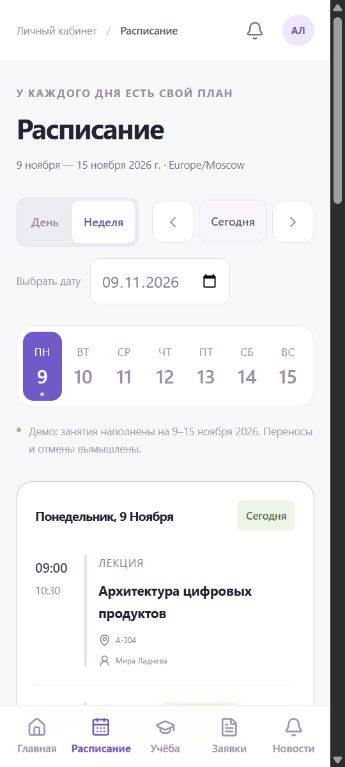 Личный кабинет / Расписание
АЛ
У КАЖДОГО ДНЯ ЕСТЬ СВОЙ ПЛАН
Расписание
9 ноября — 15 ноября 2026 г. · Europe/Moscow
День Неделя Сегодня
Выбрать дату 09.11.2026
ПН ВТ СР ЧТ ПТ СБ ВС
9 10 11 12 13 14 15
Демо: занятия наполнены на 9–15 ноября 2026. Переносы
и отмены вымышлены.
Понедельник, 9 Ноября Сегодня
09:00 ЛЕКЦИЯ
10:30 Архитектура цифровых
продуктов
А-304
Мира Ладнева
Главная Расписание Учёба Заявки Новости